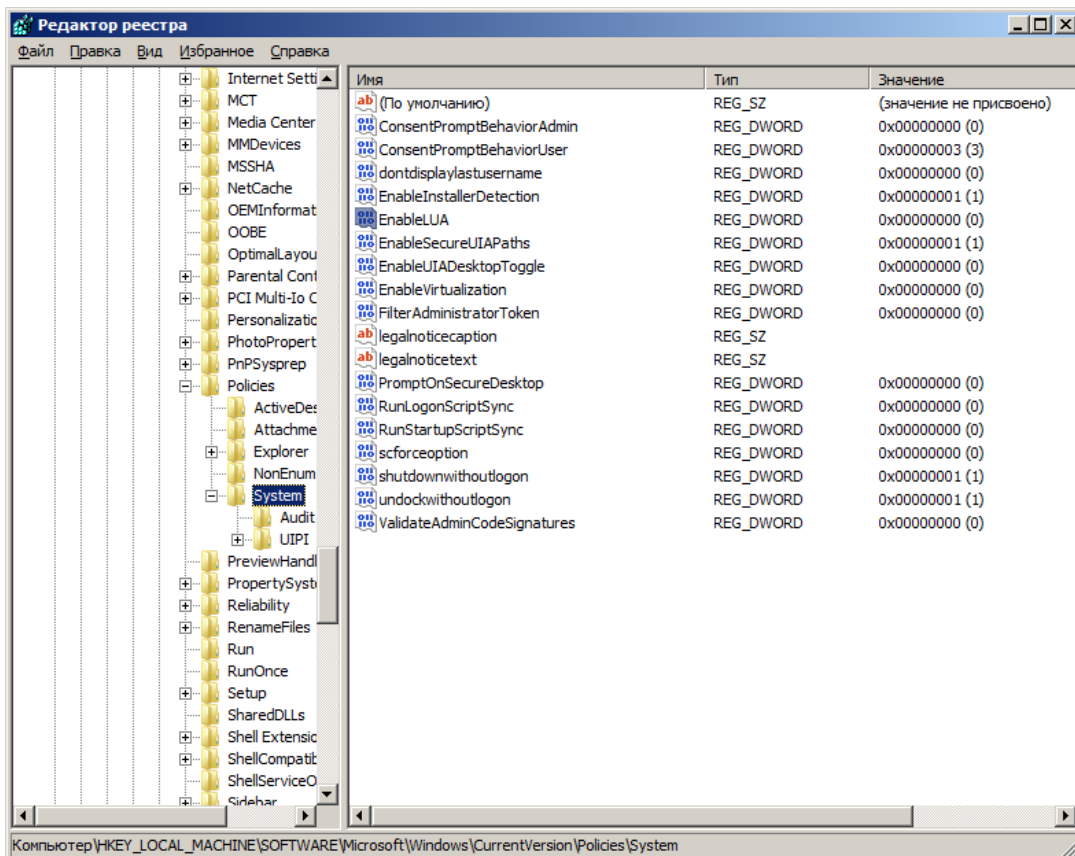 Редактор реестра
Файл Правка Вид Избранное Справка
Internet Setti
MCT
Media Center
MMDevices
MSSHA
NetCache
OEMInformat
OOBE
OptimalLayou
Parental Cont
PCI Multi-Io C
Personalizatic
PhotoPropert
PnPSysprep
Policies
ActiveDes
Attachme
Explorer
NonEnum
System
Audit
UIPI
PreviewHandl
PropertySyste
Reliability
RenameFiles
Run
RunOnce
Setup
SharedDLLs
Shell Extensic
ShellCompatib
ShellServiceO
Sidebar
Имя Тип Значение
(По умолчанию) REG_SZ (значение не присвоено)
ConsentPromptBehaviorAdmin REG_DWORD 0x00000000 (0)
ConsentPromptBehaviorUser REG_DWORD 0x00000003 (3)
dontdisplaylastusername REG_DWORD 0x00000000 (0)
EnableInstallerDetection REG_DWORD 0x00000001 (1)
EnableLUA REG_DWORD 0x00000000 (0)
EnableSecureUIAPaths REG_DWORD 0x00000001 (1)
EnableUIADesktopToggle REG_DWORD 0x00000000 (0)
EnableVirtualization REG_DWORD 0x00000000 (0)
FilterAdministratorToken REG_DWORD 0x00000000 (0)
legalnoticecaption REG_SZ
legalnoticetext REG_SZ
PromptOnSecureDesktop REG_DWORD 0x00000000 (0)
RunLogonScriptSync REG_DWORD 0x00000000 (0)
RunStartupScriptSync REG_DWORD 0x00000000 (0)
scforceoption REG_DWORD 0x00000000 (0)
shutdownwithoutlogon REG_DWORD 0x00000001 (1)
undockwithoutlogon REG_DWORD 0x00000001 (1)
ValidateAdminCodeSignatures REG_DWORD 0x00000000 (0)
Компьютер\HKEY_LOCAL_MACHINE\SOFTWARE\Microsoft\Windows\CurrentVersion\Policies\System